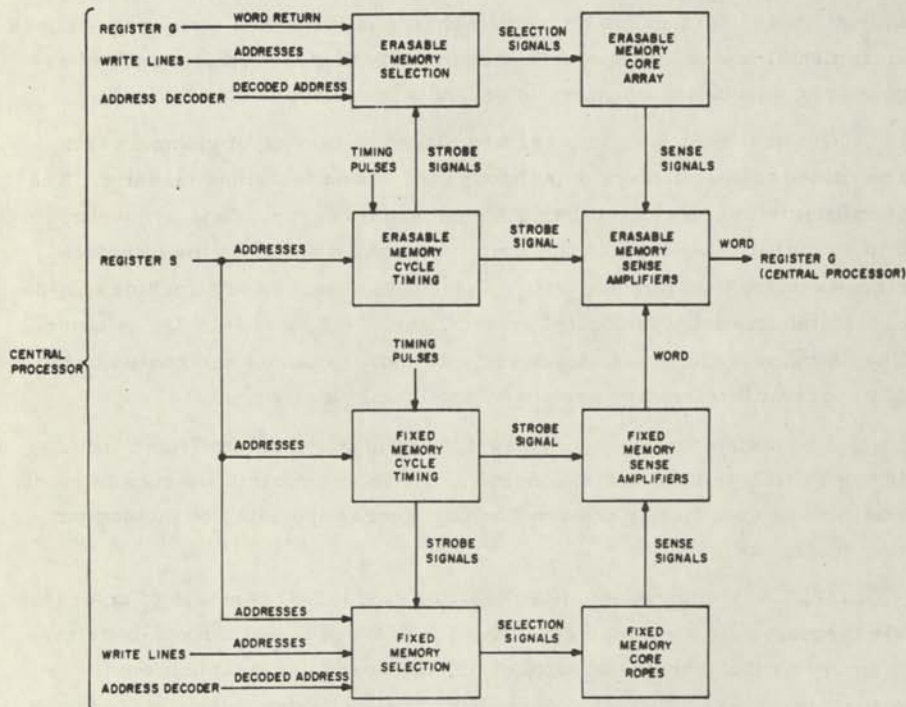 REGISTER G
WORD RETURN
WRITE LINES
ADDRESSES
ADDRESS DECODER
DECODED ADDRESS
ERASABLE
MEMORY
SELECTION
SELECTION
SIGNALS
ERASABLE
MEMORY
CORE
ARRAY
TIMING
PULSES
STROBE
SIGNALS
SENSE
SIGNALS
REGISTER S
ADDRESSES
ERASABLE
MEMORY
CYCLE
TIMING
STROBE
SIGNAL
ERASABLE
MEMORY
SENSE
AMPLIFIERS
WORD
REGISTER G
(CENTRAL PROCESSOR)
CENTRAL
PROCESSOR
TIMING
PULSES
WORD
ADDRESSES
FIXED
MEMORY
CYCLE
TIMING
STROBE
SIGNAL
FIXED
MEMORY
SENSE
AMPLIFIERS
STROBE
SIGNALS
SENSE
SIGNALS
ADDRESSES
WRITE LINES
ADDRESSES
ADDRESS DECODER
DECODED ADDRESS
FIXED
MEMORY
SELECTION
SELECTION
SIGNALS
FIXED
MEMORY
CORE
ROPES